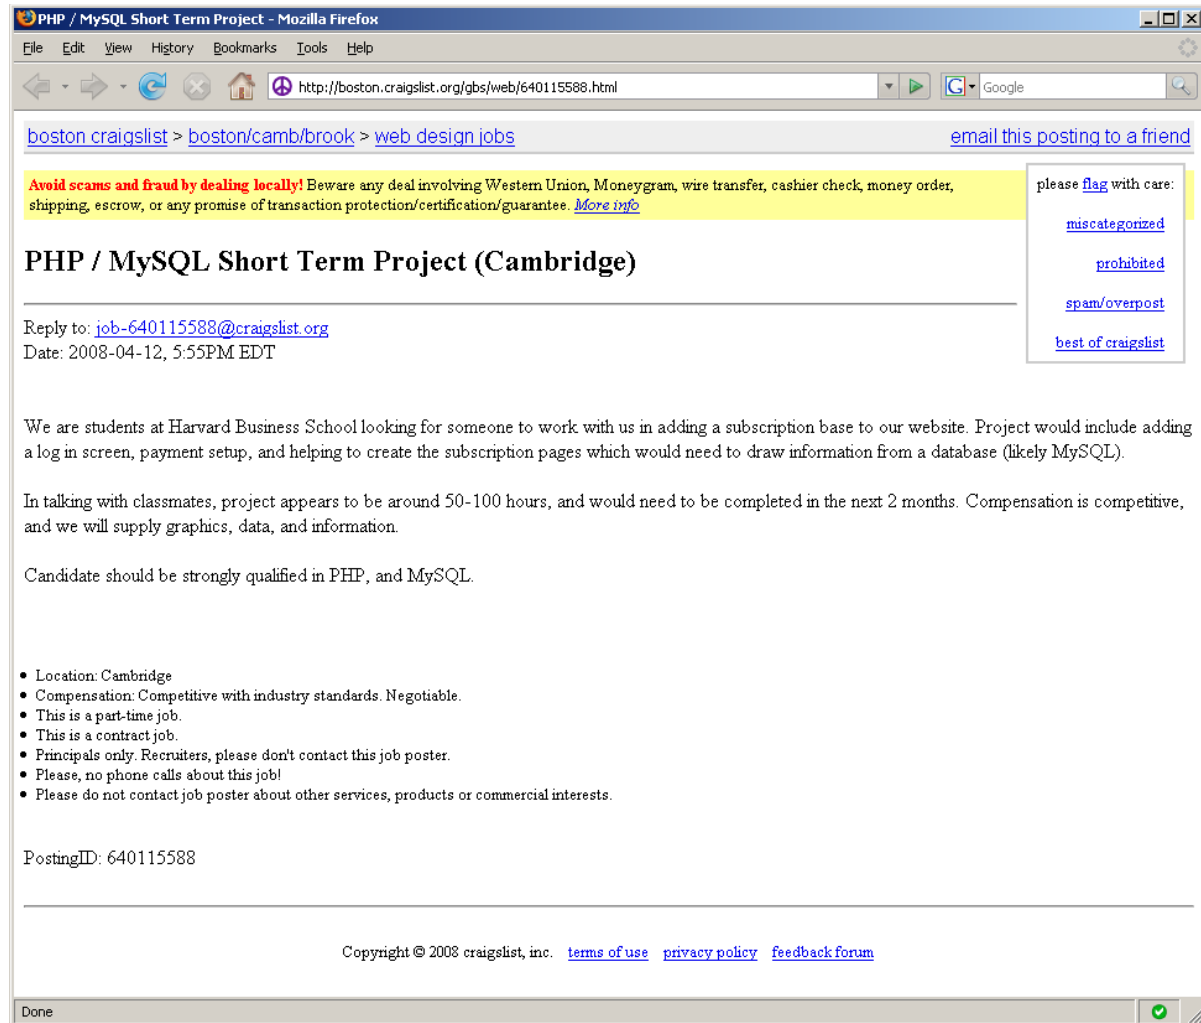 PHP / MySQL Short Term Project - Mozilla Firefox
File Edit View History Bookmarks Tools Help
http://boston.craigslist.org/gbs/web/640115588.html
G Google
boston craigslist > boston/camb/brook > web design jobs
email this posting to a friend
Avoid scams and fraud by dealing locally! Beware any deal involving Western Union, Moneygram, wire transfer, cashier check, money order,
shipping, escrow, or any promise of transaction protection/certification/guarantee. More info
please flag with care:
miscategorized
prohibited
spam/overpost
best of craigslist
PHP / MySQL Short Term Project (Cambridge)
Reply to: job-640115588@craigslist.org
Date: 2008-04-12, 5:55PM EDT
We are students at Harvard Business School looking for someone to work with us in adding a subscription base to our website. Project would include adding
a log in screen, payment setup, and helping to create the subscription pages which would need to draw information from a database (likely MySQL).
In talking with classmates, project appears to be around 50-100 hours, and would need to be completed in the next 2 months. Compensation is competitive,
and we will supply graphics, data, and information.
Candidate should be strongly qualified in PHP, and MySQL.
• Location: Cambridge
• Compensation: Competitive with industry standards. Negotiable.
• This is a part-time job.
• This is a contract job.
• Principals only. Recruiters, please don't contact this job poster.
• Please, no phone calls about this job!
• Please do not contact job poster about other services, products or commercial interests.
PostingID: 640115588
Copyright © 2008 craigslist, inc. terms of use privacy policy feedback forum
Done